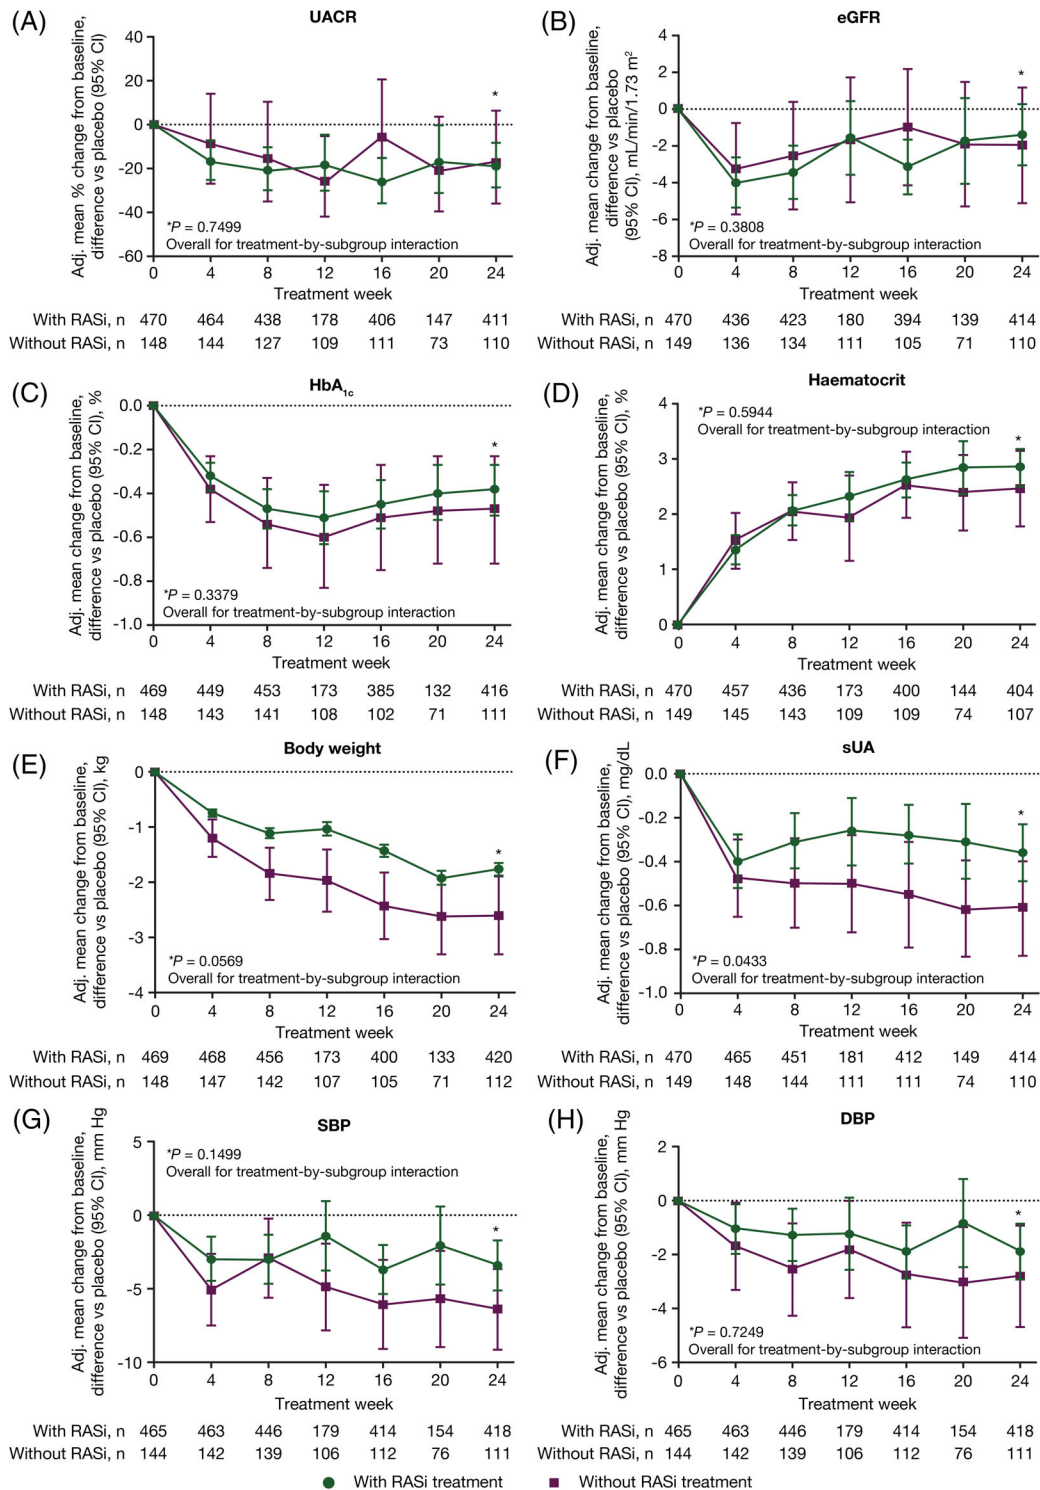 (A)
UACR
Adj. mean % change from baseline,
difference vs placebo (95% CI)
40
20
0
-20
-40
-60
*
*P = 0.7499
Overall for treatment-by-subgroup interaction
0 4 8 12 16 20 24
Treatment week
With RASi, n 470 464 438 178 406 147 411
Without RASi, n 148 144 127 109 111 73 110
(B)
eGFR
Adj. mean change from baseline,
difference vs placebo
(95% CI), mL/min/1.73 m²
4
2
0
-2
-4
-6
-8
*
*P = 0.3808
Overall for treatment-by-subgroup interaction
0 4 8 12 16 20 24
Treatment week
With RASi, n 470 436 423 180 394 139 414
Without RASi, n 149 136 134 111 105 71 110
(C)
HbA1c
Adj. mean change from baseline,
difference vs placebo (95% CI), %
0.0
-0.2
-0.4
-0.6
-0.8
-1.0
*
*P = 0.3379
Overall for treatment-by-subgroup interaction
0 4 8 12 16 20 24
Treatment week
With RASi, n 469 449 453 173 385 132 416
Without RASi, n 148 143 141 108 102 71 111
(D)
Haematocrit
Adj. mean change from baseline,
difference vs placebo (95% CI), %
4
3
2
1
0
*P = 0.5944
Overall for treatment-by-subgroup interaction
*
0 4 8 12 16 20 24
Treatment week
With RASi, n 470 457 436 173 400 144 404
Without RASi, n 149 145 143 109 109 74 107
(E)
Body weight
Adj. mean change from baseline,
difference vs placebo (95% CI), kg
0
-1
-2
-3
-4
*
*P = 0.0569
Overall for treatment-by-subgroup interaction
0 4 8 12 16 20 24
Treatment week
With RASi, n 469 468 456 173 400 133 420
Without RASi, n 148 147 142 107 105 71 112
(F)
sUA
Adj. mean change from baseline,
difference vs placebo (95% CI), mg/dL
0.0
-0.2
-0.4
-0.6
-0.8
-1.0
*
*P = 0.0433
Overall for treatment-by-subgroup interaction
0 4 8 12 16 20 24
Treatment week
With RASi, n 470 465 451 181 412 149 414
Without RASi, n 149 148 144 111 111 74 110
(G)
SBP
Adj. mean change from baseline,
difference vs placebo (95% CI), mm Hg
5
0
-5
-10
*P = 0.1499
Overall for treatment-by-subgroup interaction
*
0 4 8 12 16 20 24
Treatment week
With RASi, n 465 463 446 179 414 154 418
Without RASi, n 144 142 139 106 112 76 111
(H)
DBP
Adj. mean change from baseline,
difference vs placebo (95% CI), mm Hg
2
0
-2
-4
-6
*
*P = 0.7249
Overall for treatment-by-subgroup interaction
0 4 8 12 16 20 24
Treatment week
With RASi, n 465 463 446 179 414 154 418
Without RASi, n 144 142 139 106 112 76 111
With RASi treatment
Without RASi treatment